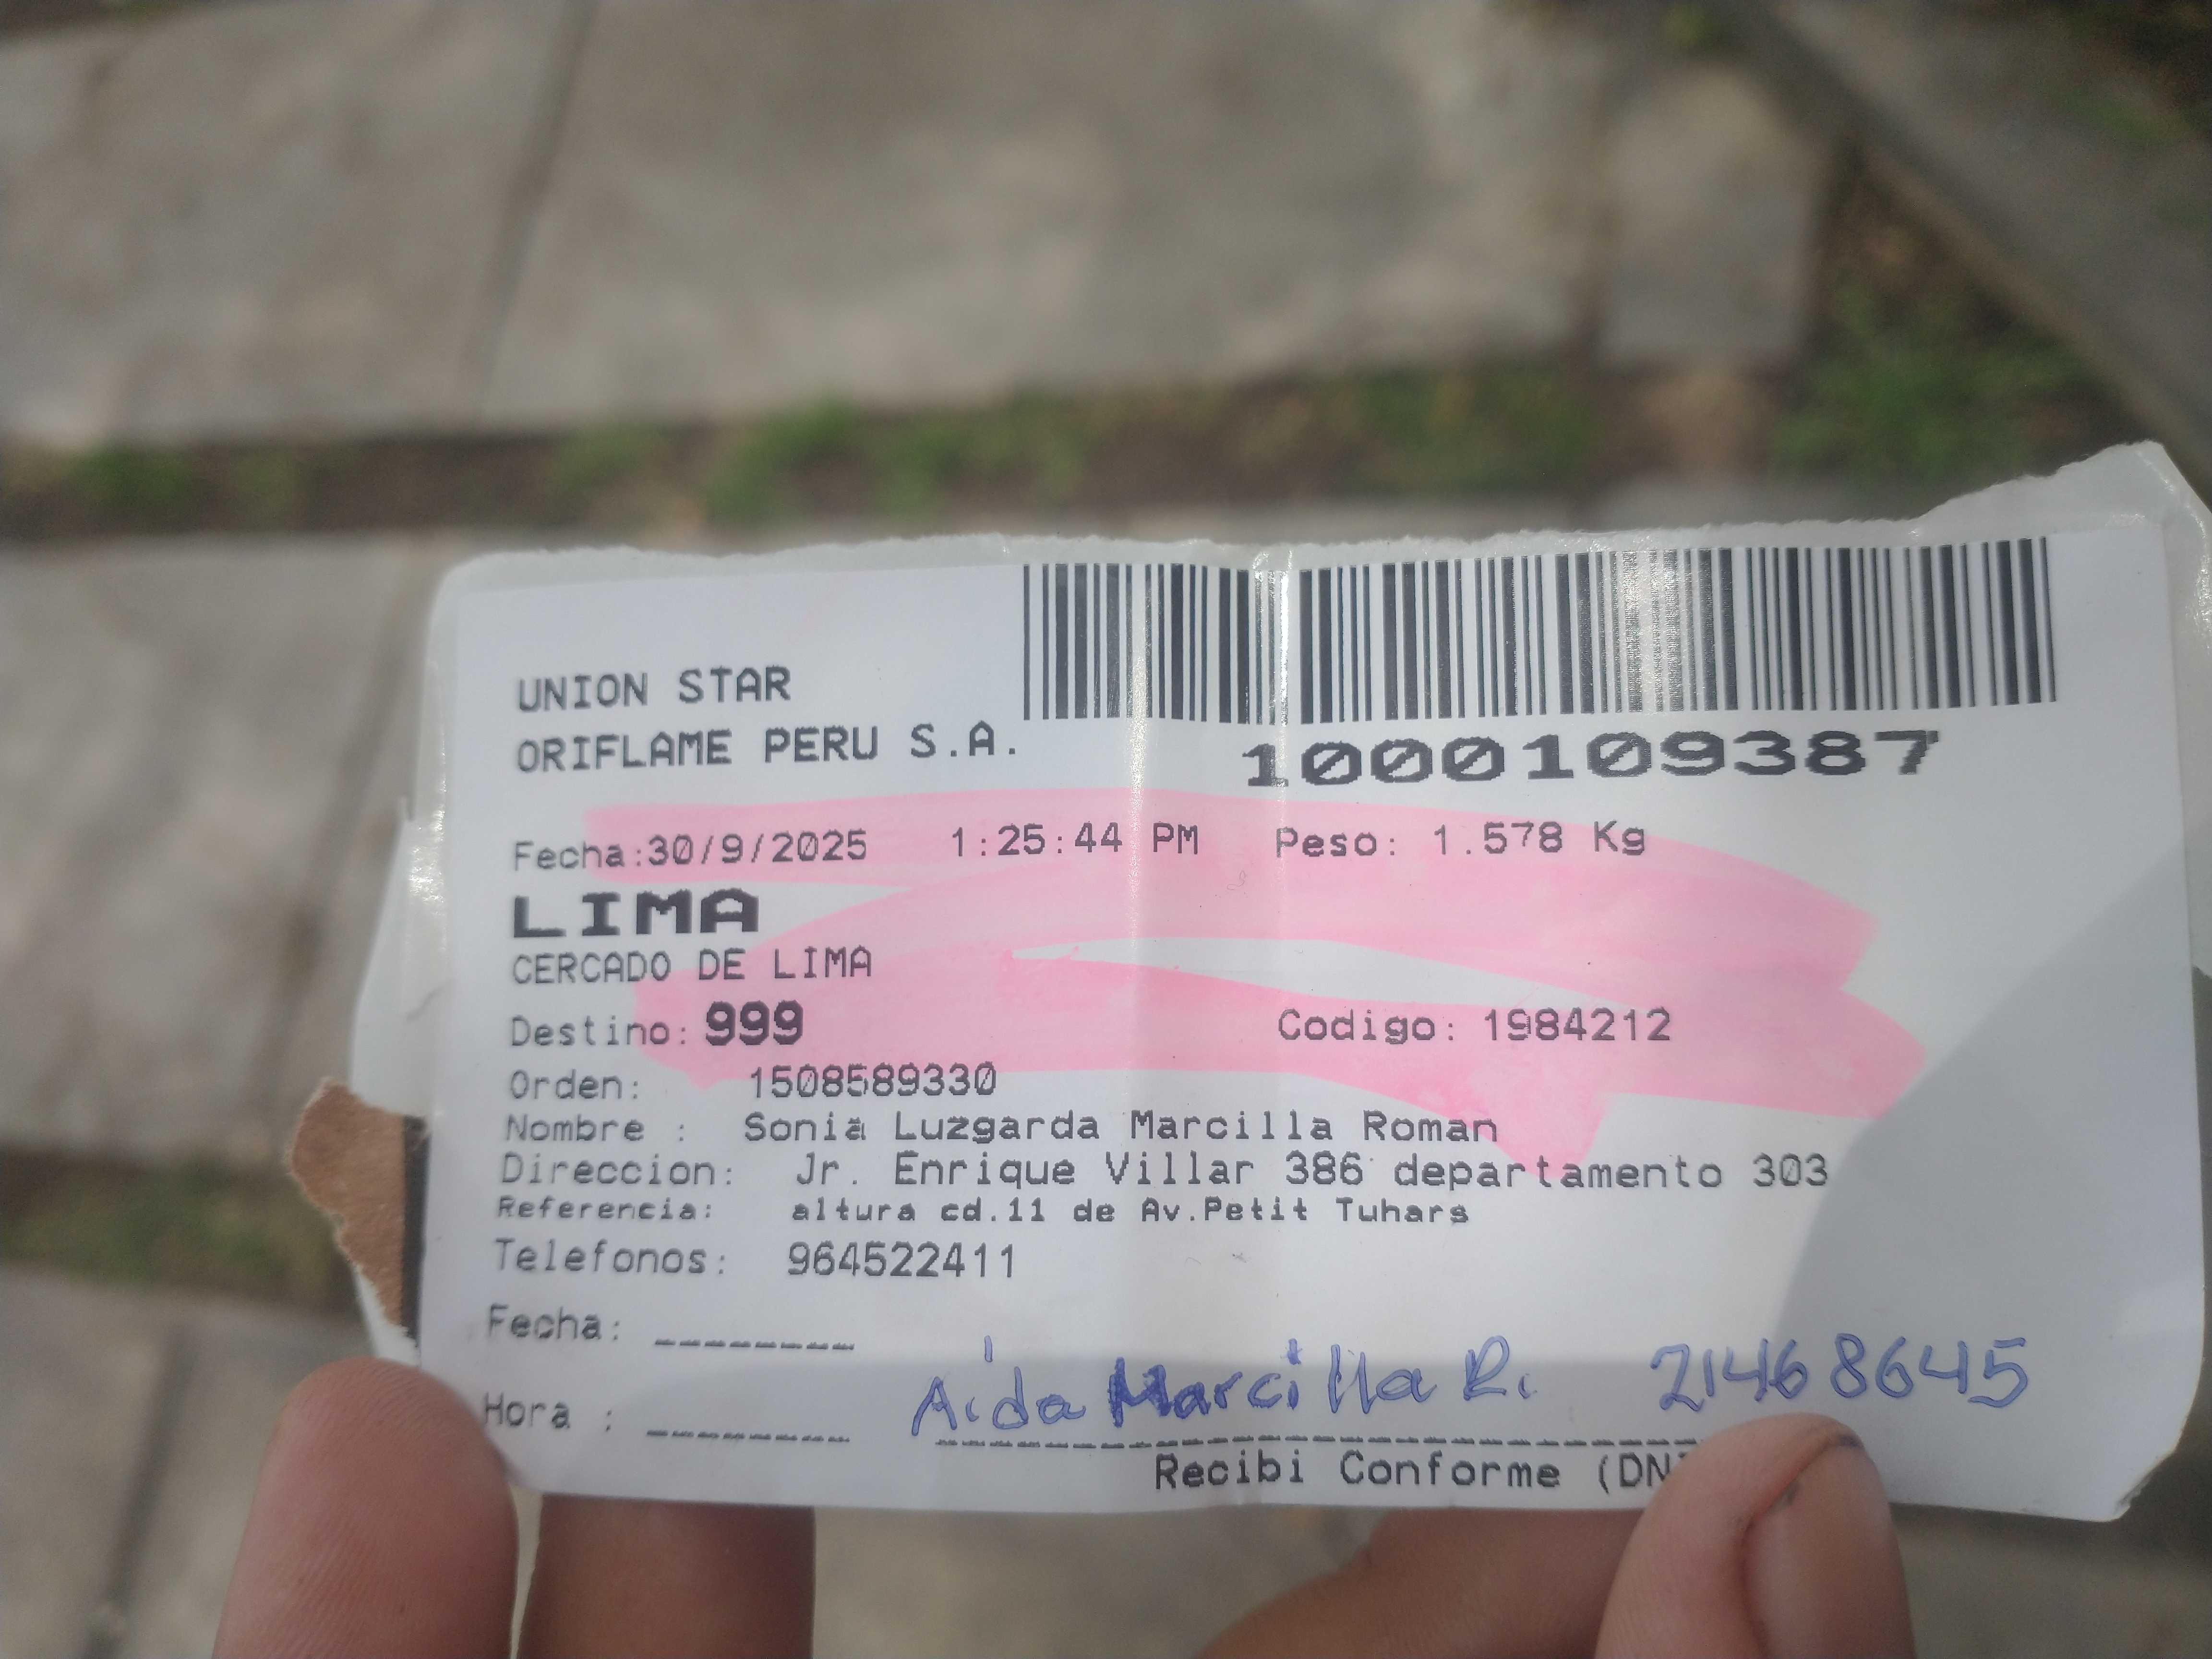 UNION STAR
ORIFLAME PERU S.A.
1000109387
Fecha:30/9/2025 1:25:44 PM Peso: 1.578 Kg
LIMA
CERCADO DE LIMA
Destino: 999 Codigo: 1984212
Orden: 1508589330
Nombre : Sonia Luzgarda Marcilla Roman
Direccion: Jr. Enrique Villar 386 departamento 303
Referencia: altura cd.11 de Av.Petit Tuhars
Telefonos: 964522411
Fecha:
Hora : Aida Marcilla R. 21468645
Recibi Conforme